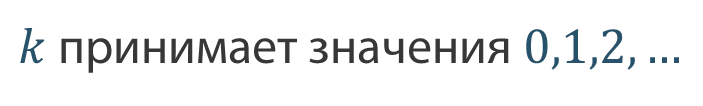 k принимает значения 0,1,2, ...